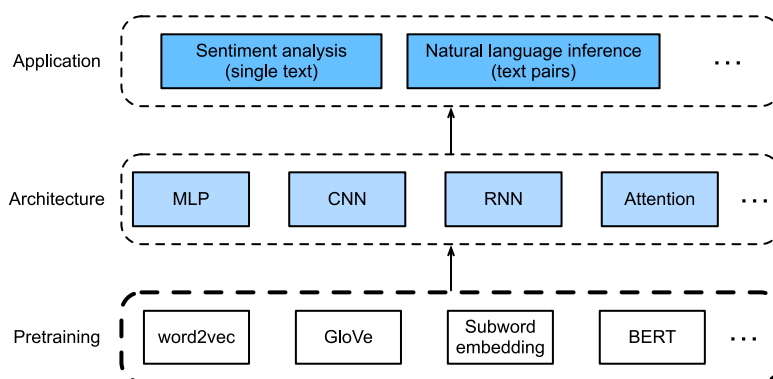 Application
Sentiment analysis
(single text)
Natural language inference
(text pairs)
...
Architecture
MLP
CNN
RNN
Attention
...
Pretraining
word2vec
GloVe
Subword
embedding
BERT
...